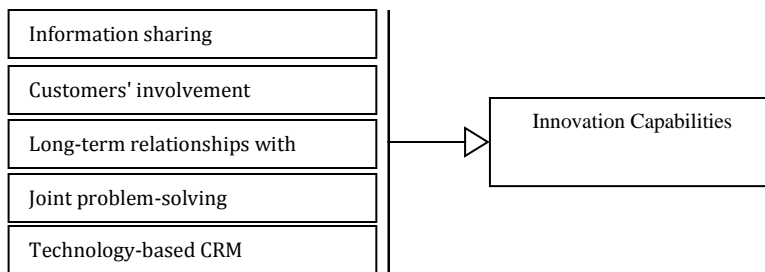 Information sharing
Customers' involvement
Long-term relationships with
Joint problem-solving
Technology-based CRM
Innovation Capabilities